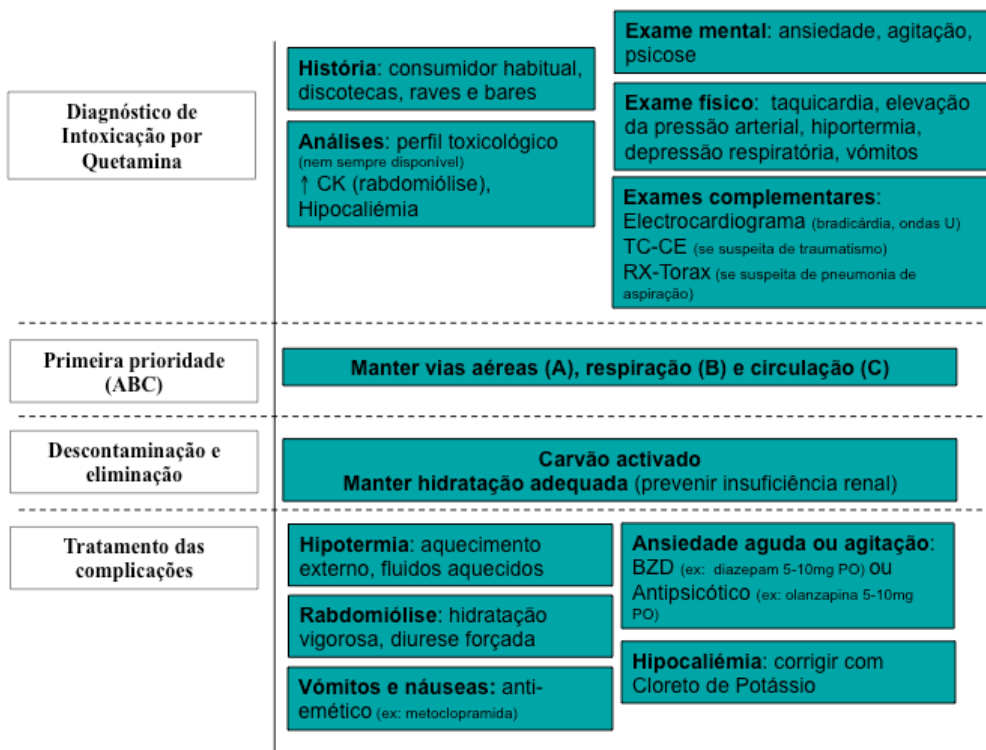 Diagnóstico de
Intoxicação por
Quetamina
História: consumidor habitual,
discotecas, raves e bares
Análises: perfil toxicológico
(nem sempre disponível)
↑ CK (rabdomiólise),
Hipocaliémia
Exame mental: ansiedade, agitação,
psicose
Exame físico: taquicardia, elevação
da pressão arterial, hiportermia,
depressão respiratória, vómitos
Exames complementares:
Electrocardiograma (bradicárdia, ondas U)
TC-CE (se suspeita de traumatismo)
RX-Torax (se suspeita de pneumonia de
aspiração)
Primeira prioridade
(ABC)
Manter vias aéreas (A), respiração (B) e circulação (C)
Descontaminação e
eliminação
Carvão activado
Manter hidratação adequada (prevenir insuficiência renal)
Tratamento das
complicações
Hipotermia: aquecimento
externo, fluidos aquecidos
Rabdomiólise: hidratação
vigorosa, diurese forçada
Vómitos e náuseas: anti-
emético (ex: metoclopramida)
Ansiedade aguda ou agitação:
BZD (ex: diazepam 5-10mg PO) ou
Antipsicótico (ex: olanzapina 5-10mg
PO)
Hipocaliémia: corrigir com
Cloreto de Potássio